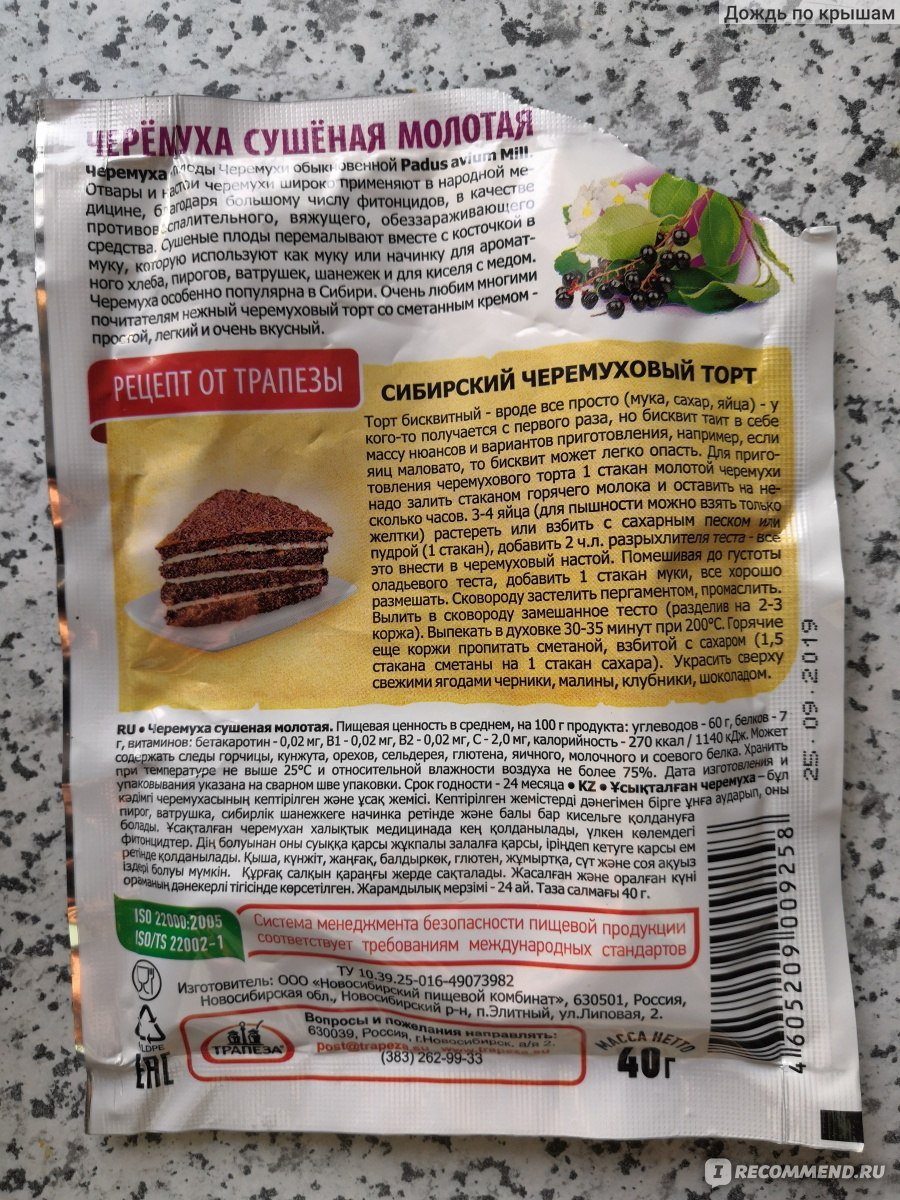 Дождь по крышам
ЧЕРЁМУХА СУШЁНАЯ МОЛОТАЯ
Черемуха плоды Черемухи обыкновенной Padus avium Mill.
Отвары и настои черемухи широко применяют в народной ме-
дицине, благодаря большому числу фитонцидов, в качестве
противовоспалительного, вяжущего, обеззараживающего
средства. Сушеные плоды перемалывают вместе с косточкой в
муку, которую используют как муку или начинку для аромат-
ного хлеба, пирогов, ватрушек, шанежек и для киселя с медом.
Черемуха особенно популярна в Сибири. Очень любим многими
почитателям нежный черемуховый торт со сметанным кремом -
простой, легкий и очень вкусный.
РЕЦЕПТ ОТ ТРАПЕЗЫ
СИБИРСКИЙ ЧЕРЕМУХОВЫЙ ТОРТ
Торт бисквитный - вроде все просто (мука, сахар, яйца) - у
кого-то получается с первого раза, но бисквит таит в себе
массу нюансов и вариантов приготовления, например, если
яиц маловато, то бисквит может легко опасть. Для приго-
товления черемухового торта 1 стакан молотой черемухи
надо залить стаканом горячего молока и оставить на не-
сколько часов. 3-4 яйца (для пышности можно взять только
желтки) растереть или взбить с сахарным песком или
пудрой (1 стакан), добавить 2 ч.л. разрыхлителя теста - все
это внести в черемуховый настой. Помешивая до густоты
оладьевого теста, добавить 1 стакан муки, все хорошо
размешать. Сковороду застелить пергаментом, промаслить.
Вылить в сковороду замешанное тесто (разделив на 2-3
коржа). Выпекать в духовке 30-35 минут при 200°С. Горячие
еще коржи пропитать сметаной, взбитой с сахаром (1,5
стакана сметаны на 1 стакан сахара). Украсить сверху
свежими ягодами черники, малины, клубники, шоколадом.
25.09.2019
RU • Черемуха сушеная молотая. Пищевая ценность в среднем, на 100 г продукта: углеводов - 60 г, белков - 7
г, витаминов: бетакаротин - 0,02 мг, В1 - 0,02 мг, В2 - 0,02 мг, С - 2,0 мг, калорийность - 270 ккал / 1140 кДж. Может
содержать следы горчицы, кунжута, орехов, сельдерея, глютена, яичного, молочного и соевого белка. Хранить
при температуре не выше 25°С и относительной влажности воздуха не более 75%. Дата изготовления и
упаковывания указана на сварном шве упаковки. Срок годности - 24 месяца • KZ • Ұсықталған черемуха – бұл
кәдімгі черемухасының кептірілген және ұсақ жемісі. Кептірілген жемістерді дәнегімен бірге ұнға аударып, оны
пирог, ватрушка, сибирлік шанежкеге начинка ретінде және балы бар кисельге қолдануға
болады. Ұсақталған черемухан халықтық медицинада кең қолданылады, үлкен көлемдегі
фитонцидтер. Дің болуынан оны суыққа қарсы жұқпалы залалға қарсы, іріңдеп кетуге қарсы ем
ретінде қолданылады. Қыша, күнжіт, жаңғақ, балдыркөк, глютен, жұмыртқа, сүт және соя ақуыз
іздері болуы мүмкін. Құрғақ салқын қараңғы жерде сақталады. Жасалған және оралған күні
ораманың дәнекерлі тігісінде көрсетілген. Жарамдылық мерзімі - 24 ай. Таза салмағы 40 г.
ISO 22000:2005
ISO/TS 22002-1
Система менеджмента безопасности пищевой продукции
соответствует требованиям международных стандартов
ТУ 10.39.25-016-49073982
Изготовитель: ООО «Новосибирский пищевой комбинат», 630501, Россия,
Новосибирская обл., Новосибирский р-н, п.Элитный, ул.Липовая, 2.
Вопросы и пожелания направлять:
630039, Россия, г.Новосибирск, а/я 2.
post@trapeza.su, www.trapeza.su
(383) 262-99-33
ТРАПЕЗА®
LDPE
EAC
МАССА НЕТТО
40г
4 605209 009258
IRECOMMEND.RU